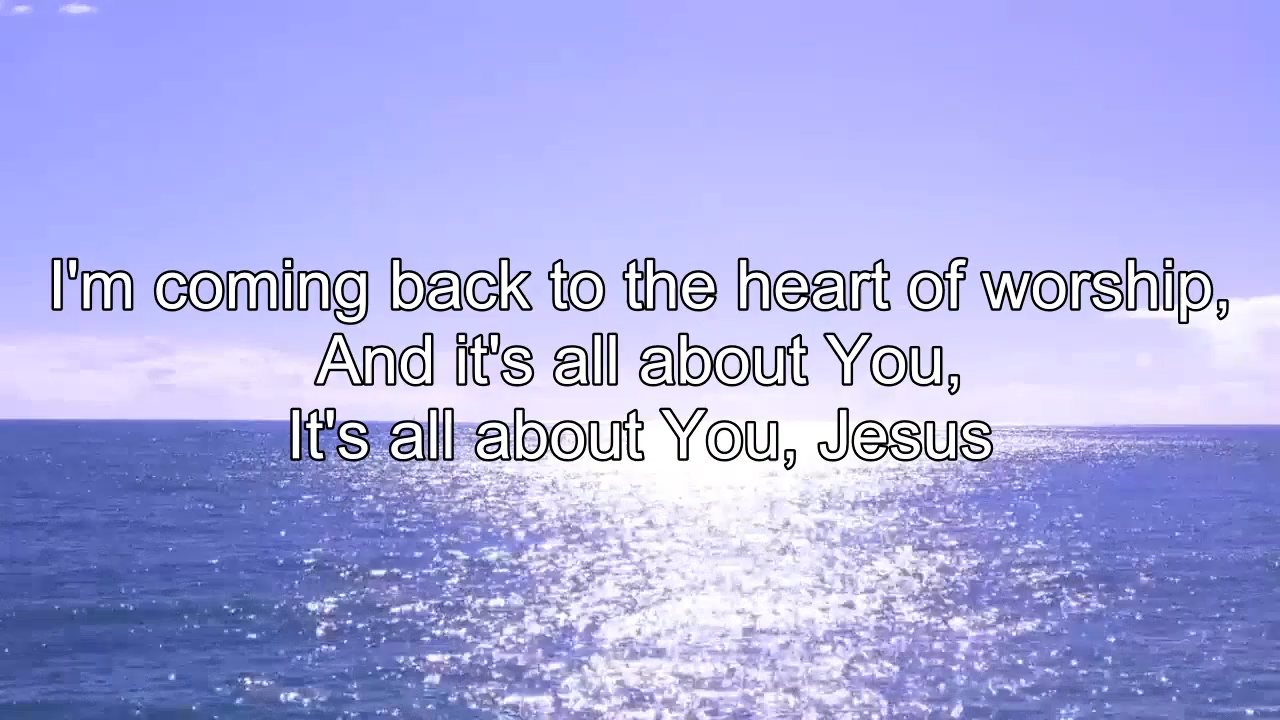 I'm coming back to the heart of worship,
And it's all about You,
It's all about You, Jesus